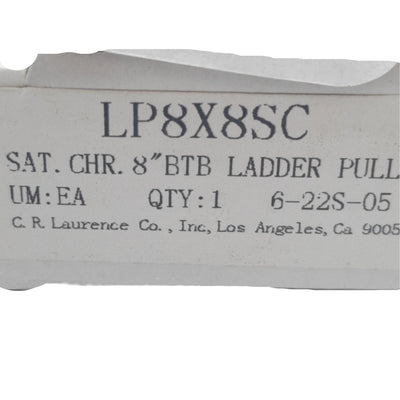 LP8X8SC
SAT. CHR. 8" BTB LADDER PULL
UM:EA QTY:1 6-22S-05
C. R. Laurence Co., Inc, Los Angeles, Ca 9005